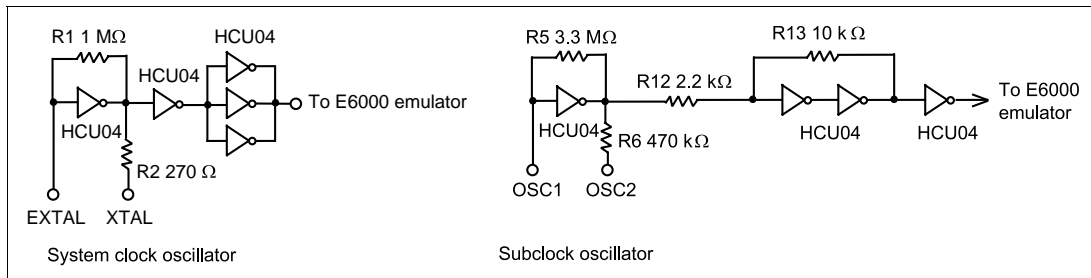 R1 1 MΩ
HCU04
HCU04
HCU04
To E6000 emulator
R2 270 Ω
EXTAL
XTAL
System clock oscillator
R5 3.3 MΩ
R13 10 k Ω
R12 2.2 kΩ
HCU04
R6 470 kΩ
HCU04
HCU04
To E6000
emulator
OSC1
OSC2
Subclock oscillator